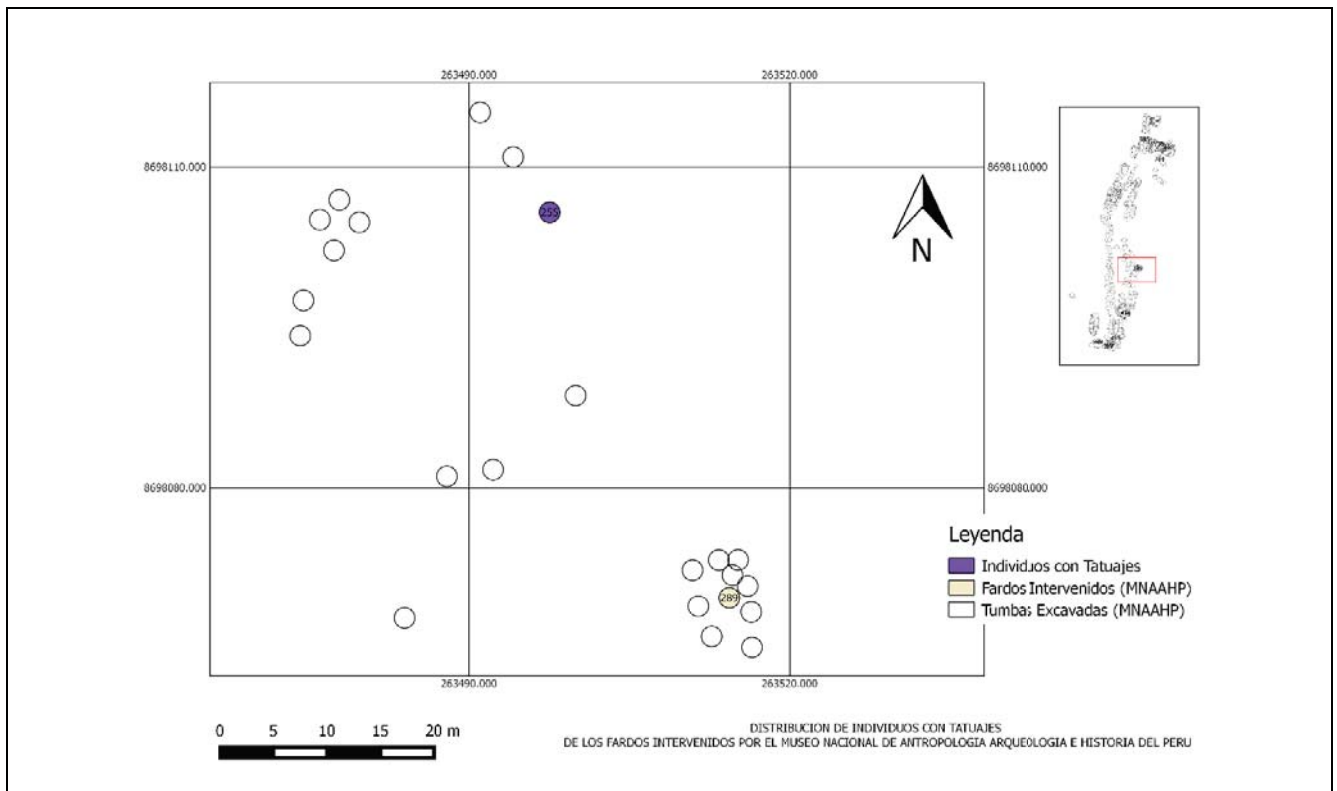 263490.000 263520.000
8698110.000 8698110.000
255
N
8698080.000 8698080.000
Leyenda
Individuos con Tatuajes
Fardos Intervenidos (MNAAHP)
Tumbas Excavadas (MNAAHP)
289
263490.000 263520.000
0 5 10 15 20 m
DISTRIBUCION DE INDIVIDUOS CON TATUAJES
DE LOS FARDOS INTERVENIDOS POR EL MUSEO NACIONAL DE ANTROPOLOGIA ARQUEOLOGIA E HISTORIA DEL PERU